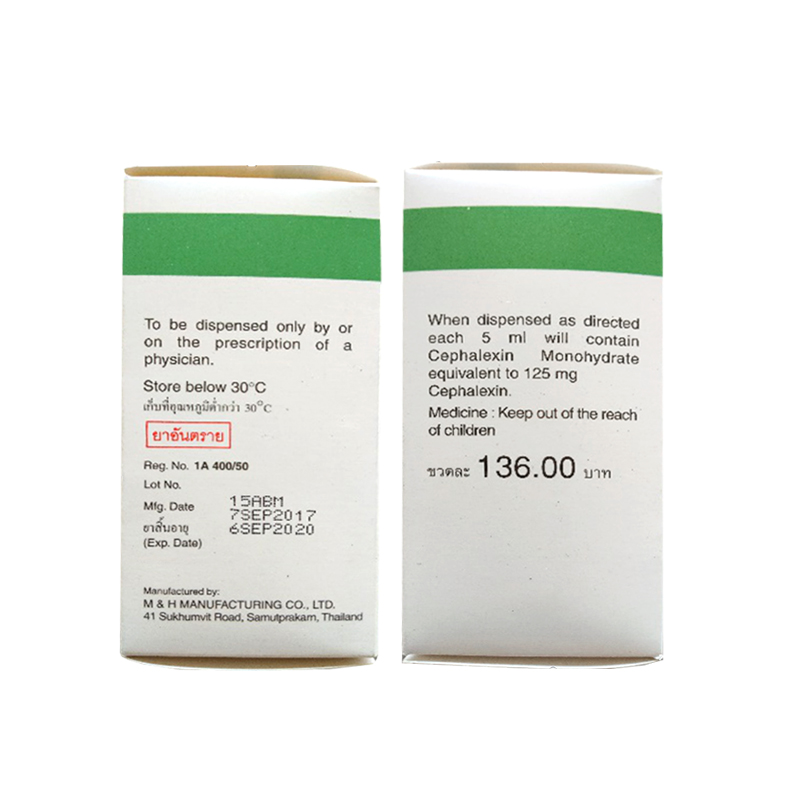 To be dispensed only by or
on the prescription of a
physician.
Store below 30°C
เก็บที่อุณหภูมิต่ำกว่า 30°C
ยาอันตราย
Reg. No. 1A 400/50
Lot No. 15ABM
Mfg. Date 7SEP2017
ยาสิ้นอายุ 6SEP2020
(Exp. Date)
Manufactured by:
M & H MANUFACTURING CO., LTD.
41 Sukhumvit Road, Samutprakarn, Thailand
When dispensed as directed
each 5 ml will contain
Cephalexin Monohydrate
equivalent to 125 mg
Cephalexin.
Medicine : Keep out of the reach
of children
ขวดละ 136.00 บาท